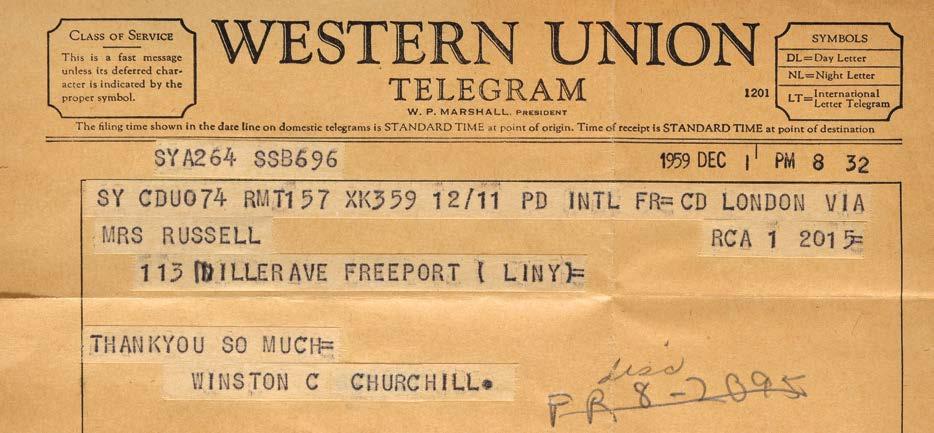 CLASS OF SERVICE
This is a fast message
unless its deferred char-
acter is indicated by the
proper symbol.
WESTERN UNION
TELEGRAM
W. P. MARSHALL, PRESIDENT
1201
SYMBOLS
DL=Day Letter
NL=Night Letter
LT=International
Letter Telegram
The filing time shown in the date line on domestic telegrams is STANDARD TIME at point of origin. Time of receipt is STANDARD TIME at point of destination
SYA264 SSB696
1959 DEC 1 PM 8 32
SY CDU074 RMT157 XK359 12/11 PD INTL FR=CD LONDON VIA
MRS RUSSELL
RCA 1 2015=
113 MILLERAVE FREEPORT (LINY)=
THANKYOU SO MUCH=
WINSTON C CHURCHILL.
PR 8-2095